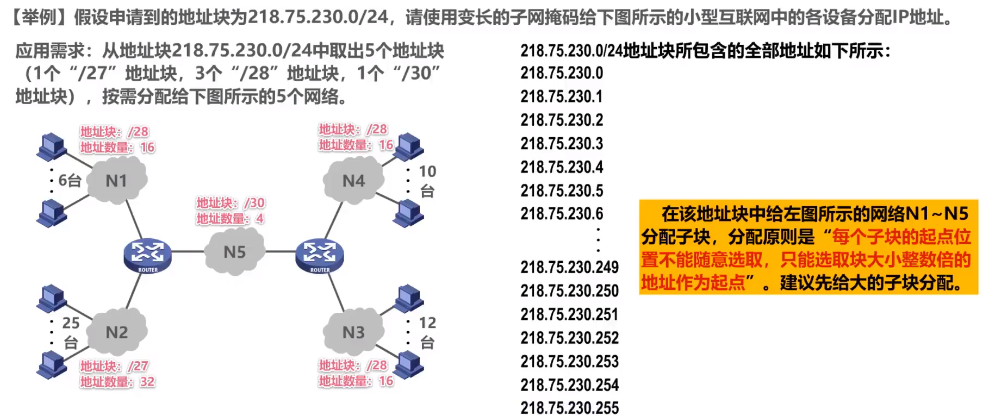 【举例】假设申请到的地址块为218.75.230.0/24，请使用变长的子网掩码给下图所示的小型互联网中的各设备分配IP地址。
应用需求：从地址块218.75.230.0/24中取出5个地址块
（1个“/27”地址块，3个“/28”地址块，1个“/30”
地址块），按需分配给下图所示的5个网络。
地址块：/28
地址数量：16
N1
6台
地址块：/28
地址数量：16
N4
10
台
地址块：/30
地址数量：4
N5
ROUTER
ROUTER
25
台
N2
地址块：/27
地址数量：32
12
台
N3
地址块：/28
地址数量：16
218.75.230.0/24地址块所包含的全部地址如下所示：
218.75.230.0
218.75.230.1
218.75.230.2
218.75.230.3
218.75.230.4
218.75.230.5
218.75.230.6
218.75.230.249
218.75.230.250
218.75.230.251
218.75.230.252
218.75.230.253
218.75.230.254
218.75.230.255
在该地址块中给左图所示的网络N1~N5
分配子块，分配原则是“每个子块的起点位
置不能随意选取，只能选取块大小整数倍的
地址作为起点”。建议先给大的子块分配。